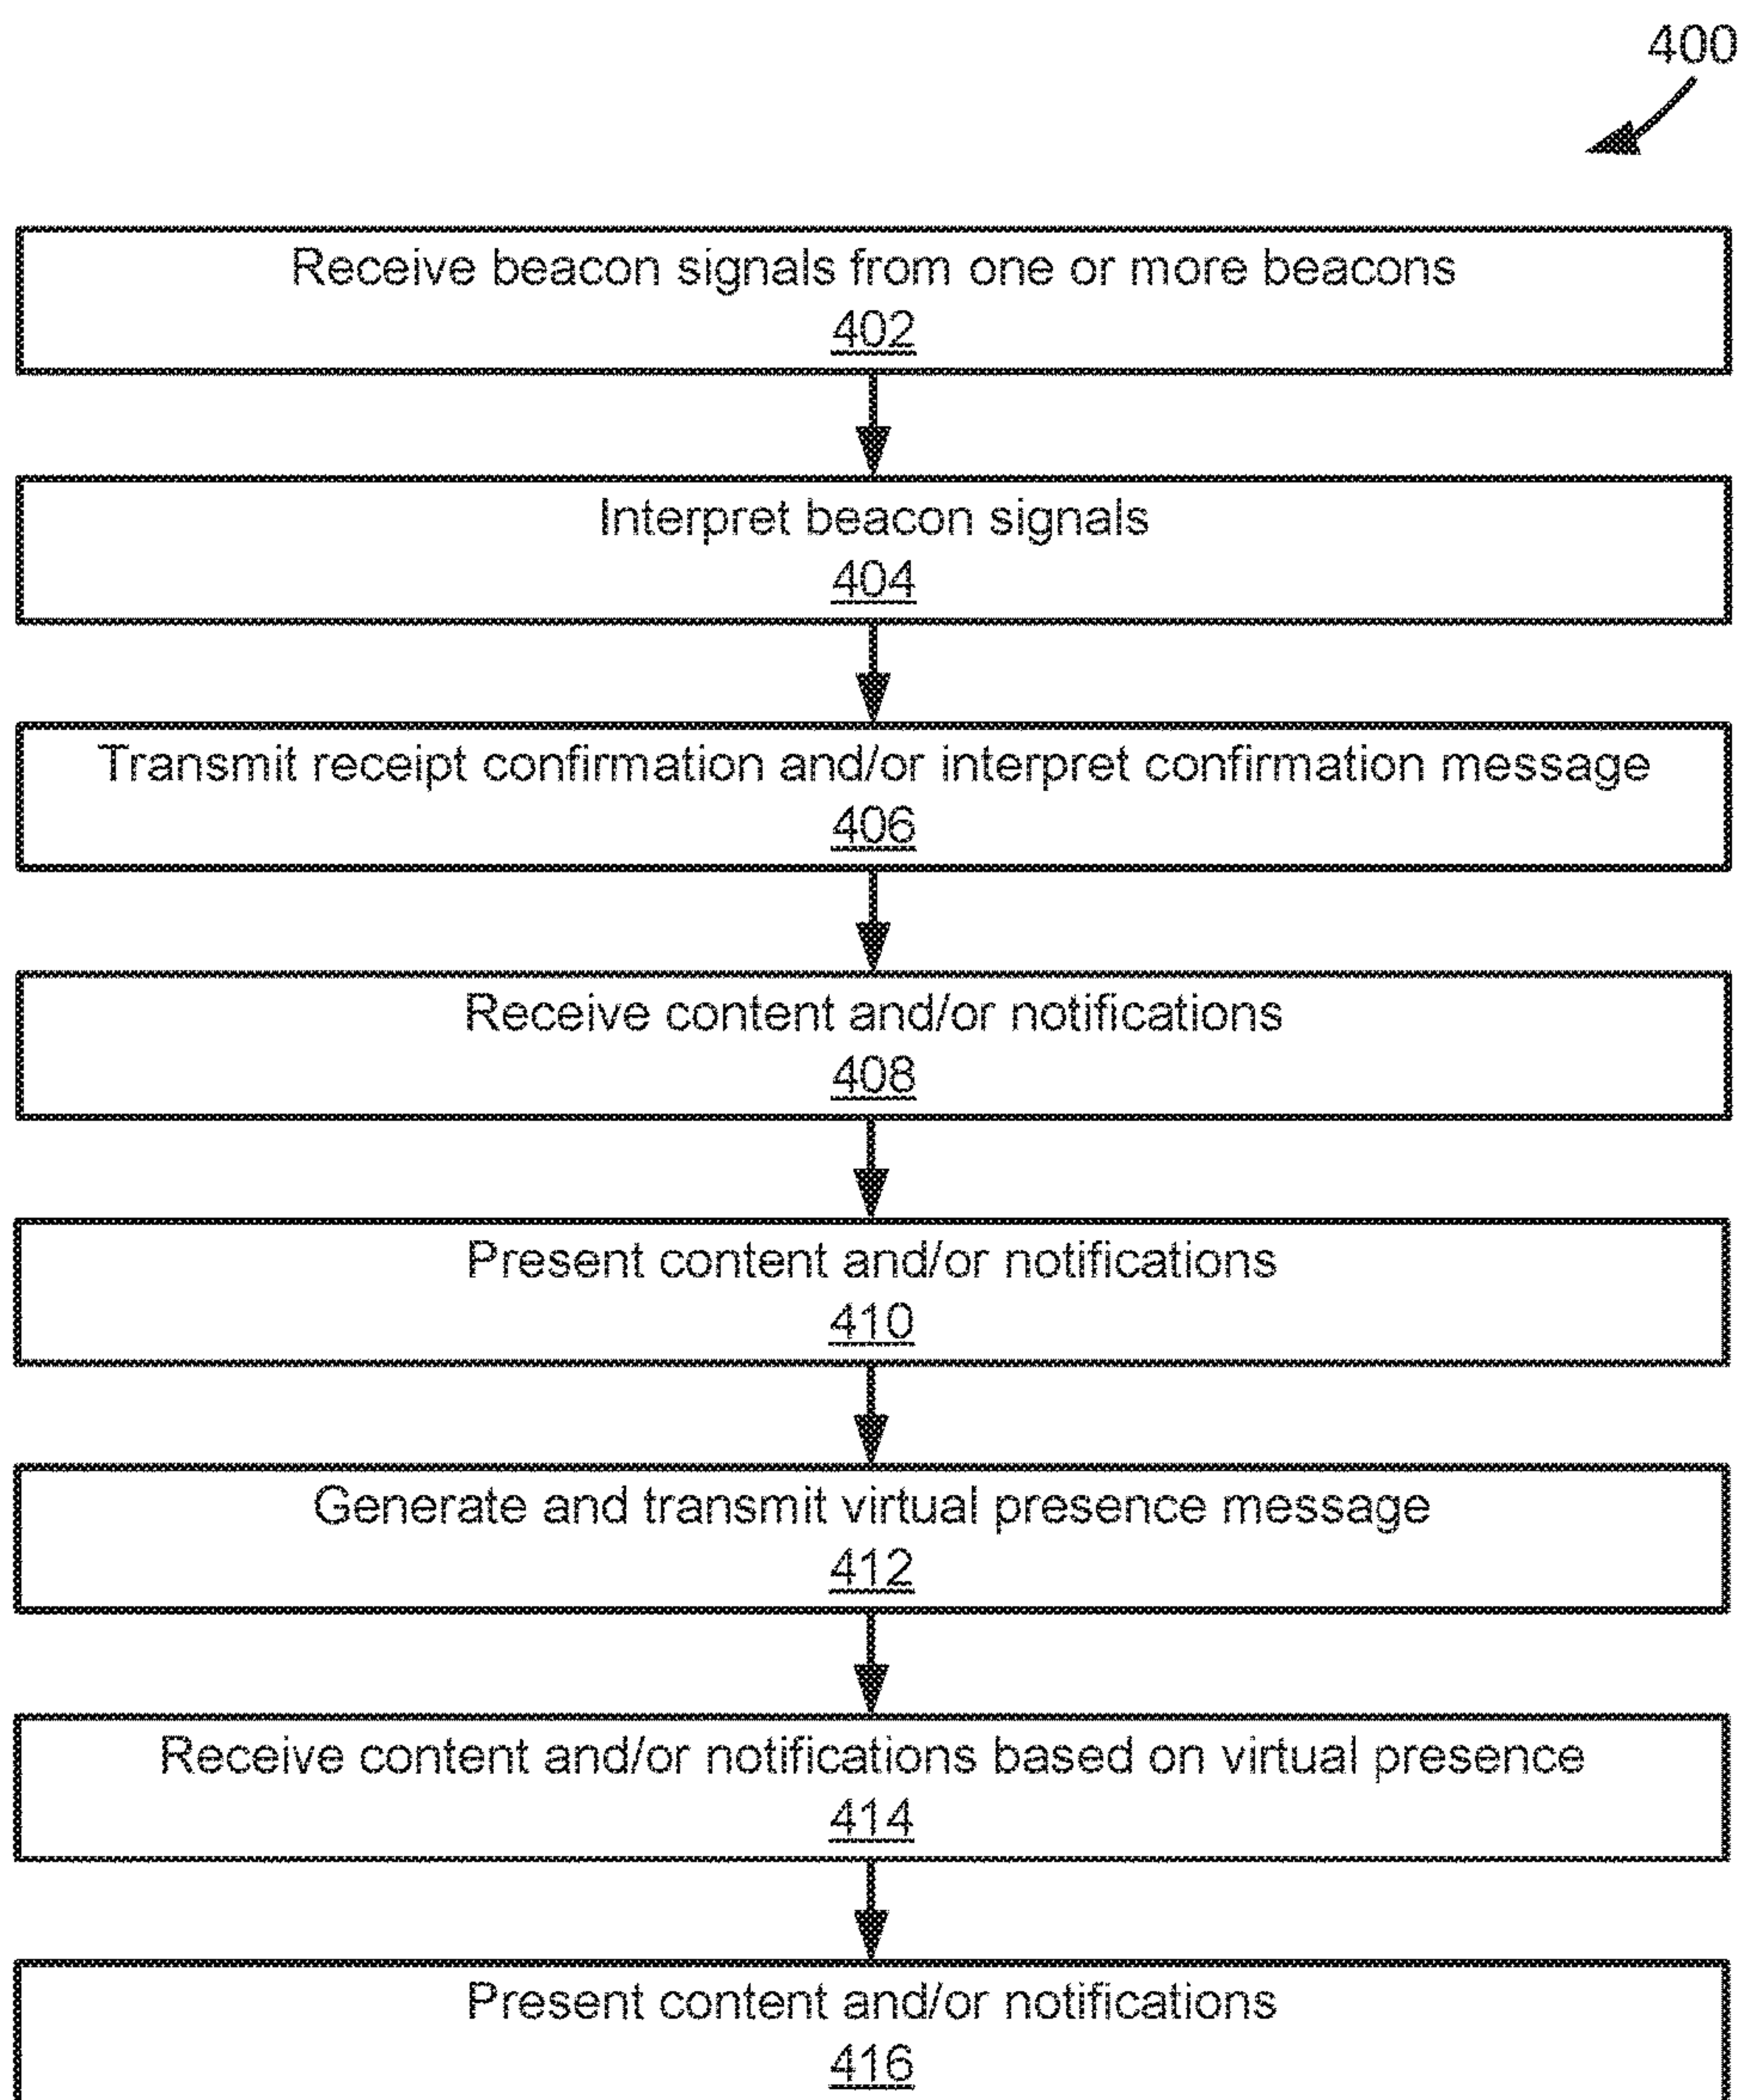 400
Receive beacon signals from one or more beacons
402
Interpret beacon signals
404
Transmit receipt confirmation and/or interpret confirmation message
406
Receive content and/or notifications
408
Present content and/or notifications
410
Generate and transmit virtual presence message
412
Receive content and/or notifications based on virtual presence
414
Present content and/or notifications
416